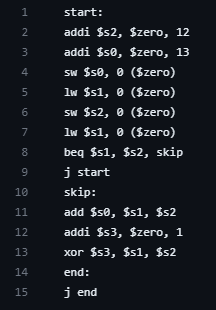 1 start:
2 addi $s2, $zero, 12
3 addi $s0, $zero, 13
4 sw $s0, 0 ($zero)
5 lw $s1, 0 ($zero)
6 sw $s2, 0 ($zero)
7 lw $s1, 0 ($zero)
8 beq $s1, $s2, skip
9 j start
10 skip:
11 add $s0, $s1, $s2
12 addi $s3, $zero, 1
13 xor $s3, $s1, $s2
14 end:
15 j end